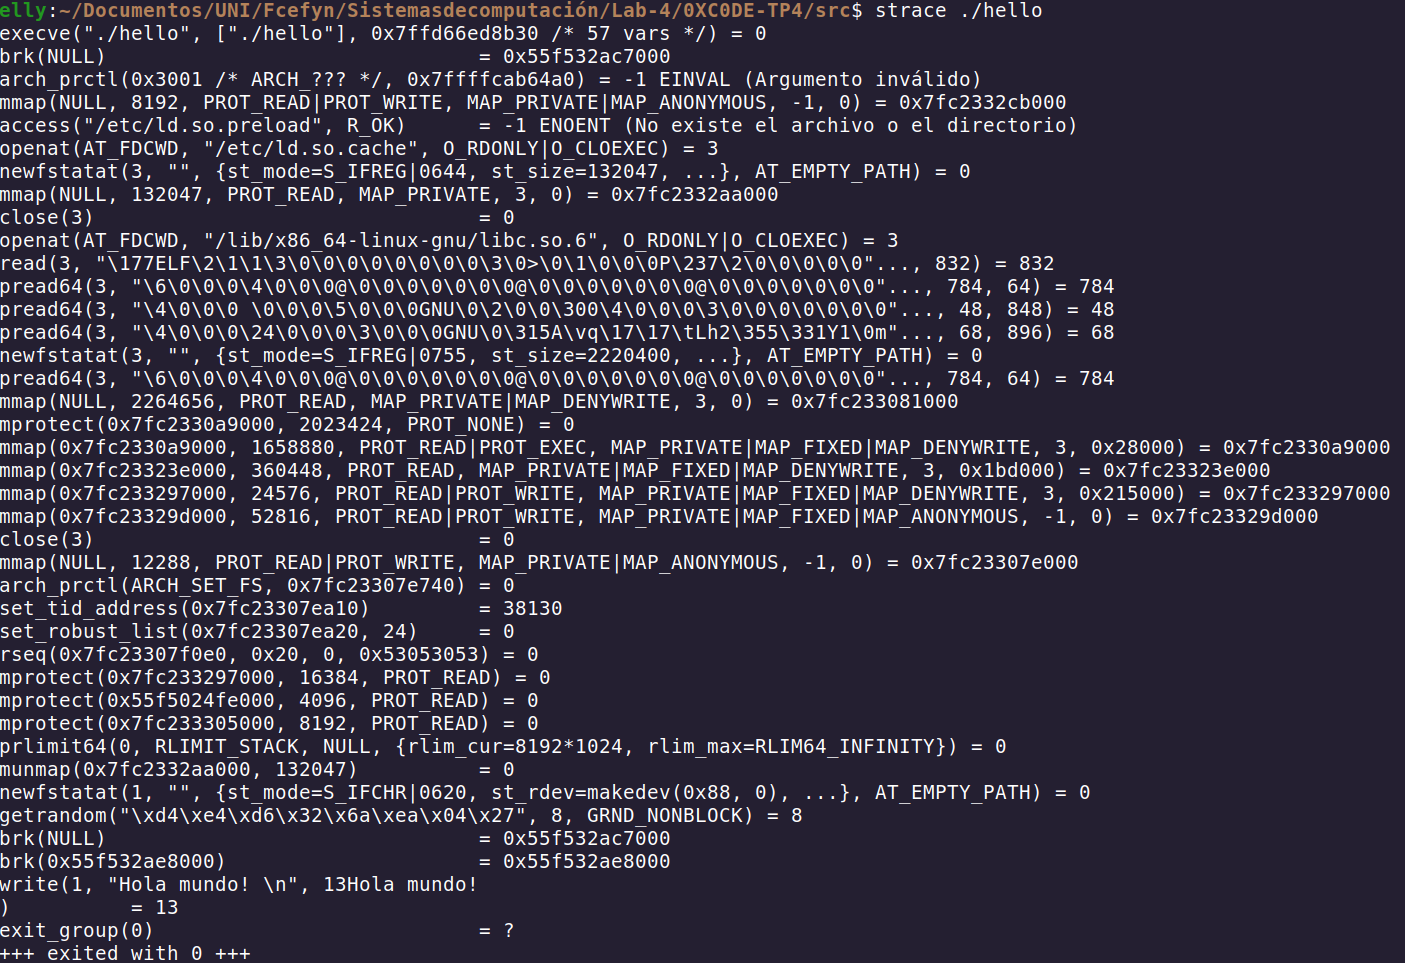 elly:~/Documentos/UNI/Fcefyn/Sistemasdecomputación/Lab-4/0XC0DE-TP4/src$ strace ./hello
execve("./hello", ["./hello"], 0x7ffd66ed8b30 /* 57 vars */) = 0
brk(NULL)                               = 0x55f532ac7000
arch_prctl(0x3001 /* ARCH_??? */, 0x7ffffcab64a0) = -1 EINVAL (Argumento inválido)
mmap(NULL, 8192, PROT_READ|PROT_WRITE, MAP_PRIVATE|MAP_ANONYMOUS, -1, 0) = 0x7fc2332cb000
access("/etc/ld.so.preload", R_OK)      = -1 ENOENT (No existe el archivo o el directorio)
openat(AT_FDCWD, "/etc/ld.so.cache", O_RDONLY|O_CLOEXEC) = 3
newfstatat(3, "", {st_mode=S_IFREG|0644, st_size=132047, ...}, AT_EMPTY_PATH) = 0
mmap(NULL, 132047, PROT_READ, MAP_PRIVATE, 3, 0) = 0x7fc2332aa000
close(3)                                = 0
openat(AT_FDCWD, "/lib/x86_64-linux-gnu/libc.so.6", O_RDONLY|O_CLOEXEC) = 3
read(3, "\177ELF\2\1\1\3\0\0\0\0\0\0\0\0\3\0>\0\1\0\0\0P\237\2\0\0\0\0\0"..., 832) = 832
pread64(3, "\6\0\0\0\4\0\0\0@\0\0\0\0\0\0\0@\0\0\0\0\0\0\0@\0\0\0\0\0\0\0"..., 784, 64) = 784
pread64(3, "\4\0\0\0 \0\0\0\5\0\0\0GNU\0\2\0\0\300\4\0\0\0\3\0\0\0\0\0\0\0"..., 48, 848) = 48
pread64(3, "\4\0\0\0\24\0\0\0\3\0\0\0GNU\0\315A\vq\17\17\tLh2\355\331Y1\0m"..., 68, 896) = 68
newfstatat(3, "", {st_mode=S_IFREG|0755, st_size=2220400, ...}, AT_EMPTY_PATH) = 0
pread64(3, "\6\0\0\0\4\0\0\0@\0\0\0\0\0\0\0@\0\0\0\0\0\0\0@\0\0\0\0\0\0\0"..., 784, 64) = 784
mmap(NULL, 2264656, PROT_READ, MAP_PRIVATE|MAP_DENYWRITE, 3, 0) = 0x7fc233081000
mprotect(0x7fc2330a9000, 2023424, PROT_NONE) = 0
mmap(0x7fc2330a9000, 1658880, PROT_READ|PROT_EXEC, MAP_PRIVATE|MAP_FIXED|MAP_DENYWRITE, 3, 0x28000) = 0x7fc2330a9000
mmap(0x7fc23323e000, 360448, PROT_READ, MAP_PRIVATE|MAP_FIXED|MAP_DENYWRITE, 3, 0x1bd000) = 0x7fc23323e000
mmap(0x7fc233297000, 24576, PROT_READ|PROT_WRITE, MAP_PRIVATE|MAP_FIXED|MAP_DENYWRITE, 3, 0x215000) = 0x7fc233297000
mmap(0x7fc23329d000, 52816, PROT_READ|PROT_WRITE, MAP_PRIVATE|MAP_FIXED|MAP_ANONYMOUS, -1, 0) = 0x7fc23329d000
close(3)                                = 0
mmap(NULL, 12288, PROT_READ|PROT_WRITE, MAP_PRIVATE|MAP_ANONYMOUS, -1, 0) = 0x7fc23307e000
arch_prctl(ARCH_SET_FS, 0x7fc23307e740) = 0
set_tid_address(0x7fc23307ea10)         = 38130
set_robust_list(0x7fc23307ea20, 24)     = 0
rseq(0x7fc23307f0e0, 0x20, 0, 0x53053053) = 0
mprotect(0x7fc233297000, 16384, PROT_READ) = 0
mprotect(0x55f5024fe000, 4096, PROT_READ) = 0
mprotect(0x7fc233305000, 8192, PROT_READ) = 0
prlimit64(0, RLIMIT_STACK, NULL, {rlim_cur=8192*1024, rlim_max=RLIM64_INFINITY}) = 0
munmap(0x7fc2332aa000, 132047)          = 0
newfstatat(1, "", {st_mode=S_IFCHR|0620, st_rdev=makedev(0x88, 0), ...}, AT_EMPTY_PATH) = 0
getrandom("\xd4\xe4\xd6\x32\x6a\xea\x04\x27", 8, GRND_NONBLOCK) = 8
brk(NULL)                               = 0x55f532ac7000
brk(0x55f532ae8000)                     = 0x55f532ae8000
write(1, "Hola mundo! \n", 13Hola mundo!
)          = 13
exit_group(0)                           = ?
+++ exited with 0 +++